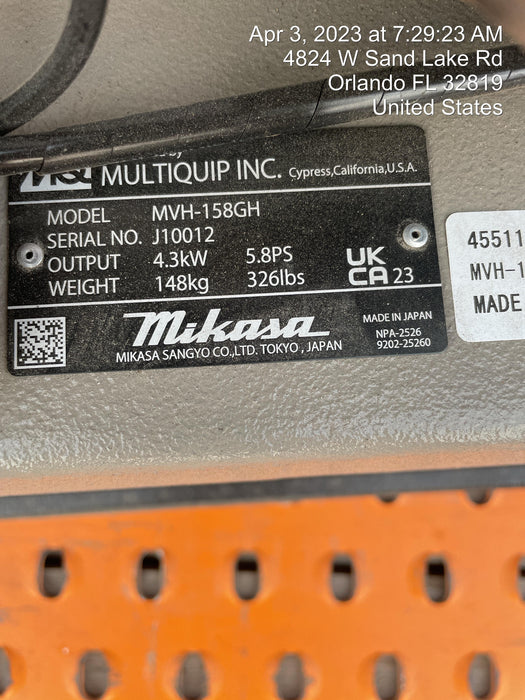 Apr 3, 2023 at 7:29:23 AM
4824 W Sand Lake Rd
Orlando FL 32819
United States
MULTIQUIP INC. Cypress,California,U.S.A.
MODEL MVH-158GH
SERIAL NO. J10012
OUTPUT 4.3kW 5.8PS
WEIGHT 148kg 326lbs
UK
CA 23
Mikasa
MIKASA SANGYO CO.,LTD. TOKYO , JAPAN
MADE IN JAPAN
NPA-2526
9202-25260
45511
MVH-1
MADE